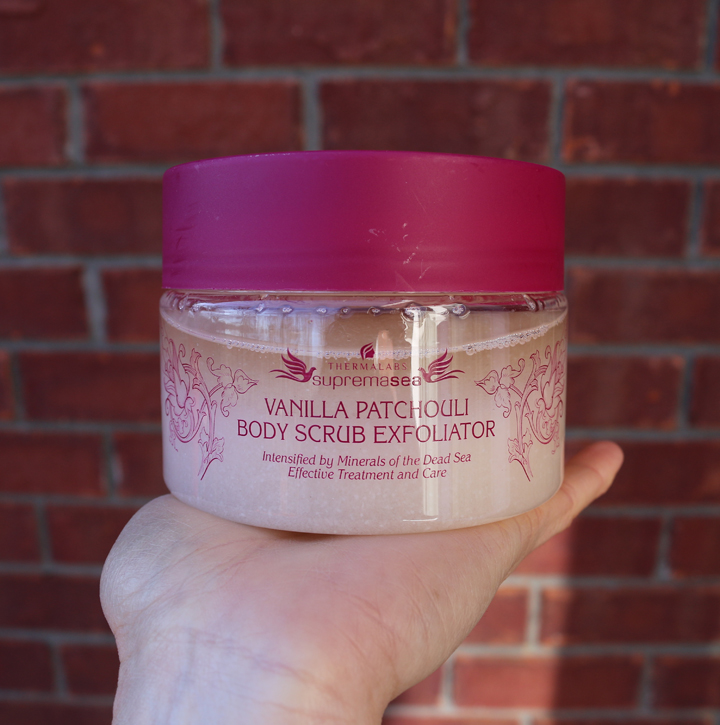 THERMALABS
supremasea
VANILLA PATCHOULI
BODY SCRUB EXFOLIATOR
Intensified by Minerals of the Dead Sea
Effective Treatment and Care